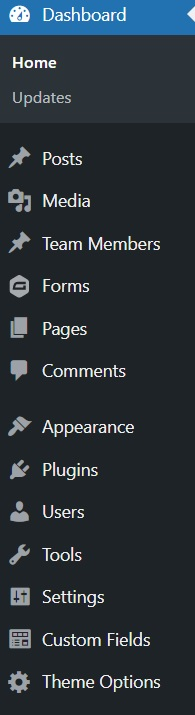 Dashboard
Home
Updates
Posts
Media
Team Members
Forms
Pages
Comments
Appearance
Plugins
Users
Tools
Settings
Custom Fields
Theme Options